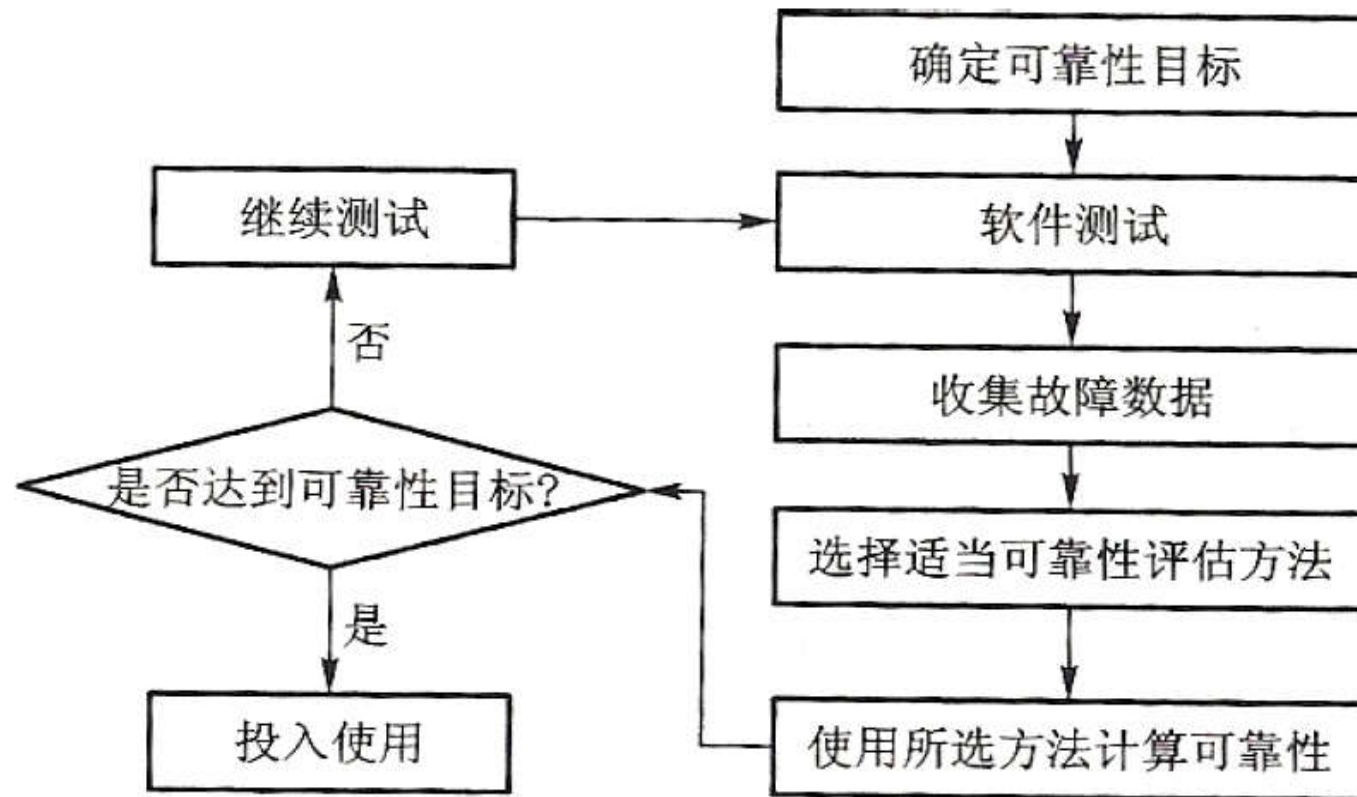 确定可靠性目标
软件测试
收集故障数据
选择适当可靠性评估方法
使用所选方法计算可靠性
是否达到可靠性目标?
否
继续测试
是
投入使用